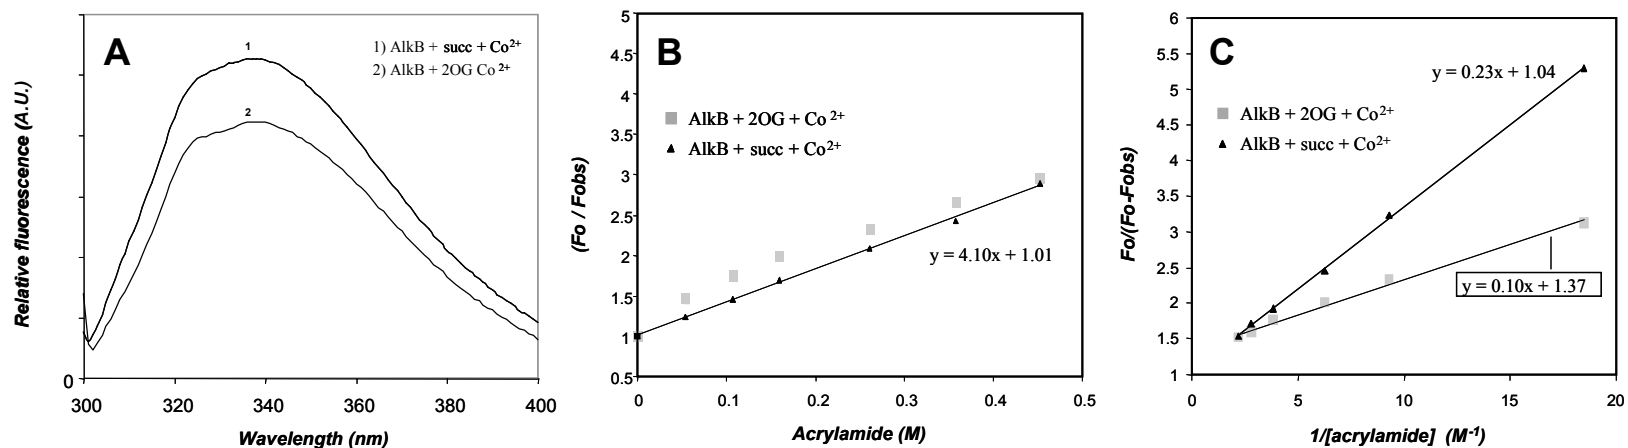 A
1
2
1) AlkB + succ + Co2+
2) AlkB + 2OG Co 2+
Relative fluorescence (A.U.)
0
300 320 340 360 380 400
Wavelength (nm)
B
5
4.5
4
3.5
3
2.5
2
1.5
1
0.5
AlkB + 2OG + Co 2+
AlkB + succ + Co2+
y = 4.10x + 1.01
(Fo / Fobs)
0 0.1 0.2 0.3 0.4 0.5
Acrylamide (M)
C
6
5.5
5
4.5
4
3.5
3
2.5
2
1.5
1
y = 0.23x + 1.04
AlkB + 2OG + Co2+
AlkB + succ + Co2+
y = 0.10x + 1.37
Fo/(Fo-Fobs)
0 5 10 15 20
1/[acrylamide] (M-1)